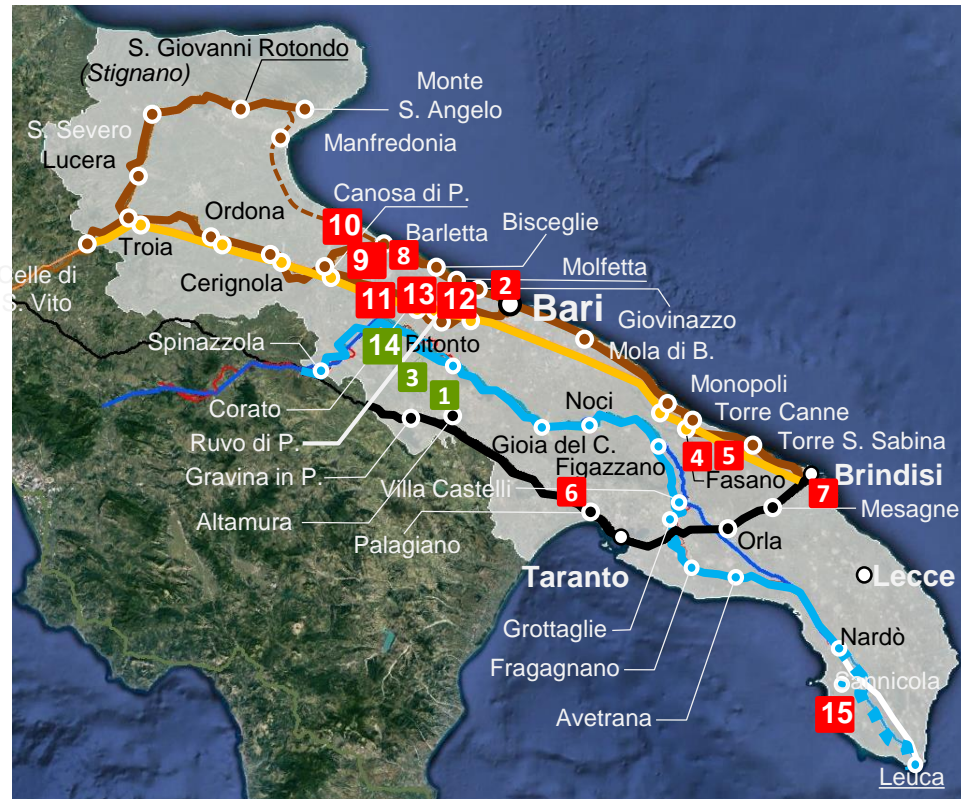 S. Giovanni Rotondo
(Stignano)
Monte
S. Angelo
S. Severo
Manfredonia
Lucera
Canosa di P.
Ordona
10
Barletta
Bisceglie
Troia
9
8
Molfetta
Celle di
S. Vito
Cerignola
11
13
12
2
Bari
Giovinazzo
Spinazzola
14
Bitonto
Mola di B.
3
Monopoli
Corato
1
Noci
Torre Canne
Ruvo di P.
Gioia del C.
4
5
Torre S. Sabina
Gravina in P.
Figazzano
Fasano
Brindisi
Villa Castelli
6
7
Altamura
Mesagne
Palagiano
Orla
Taranto
Lecce
Grottaglie
Nardò
Fragagnano
Sannicola
Avetrana
15
Leuca